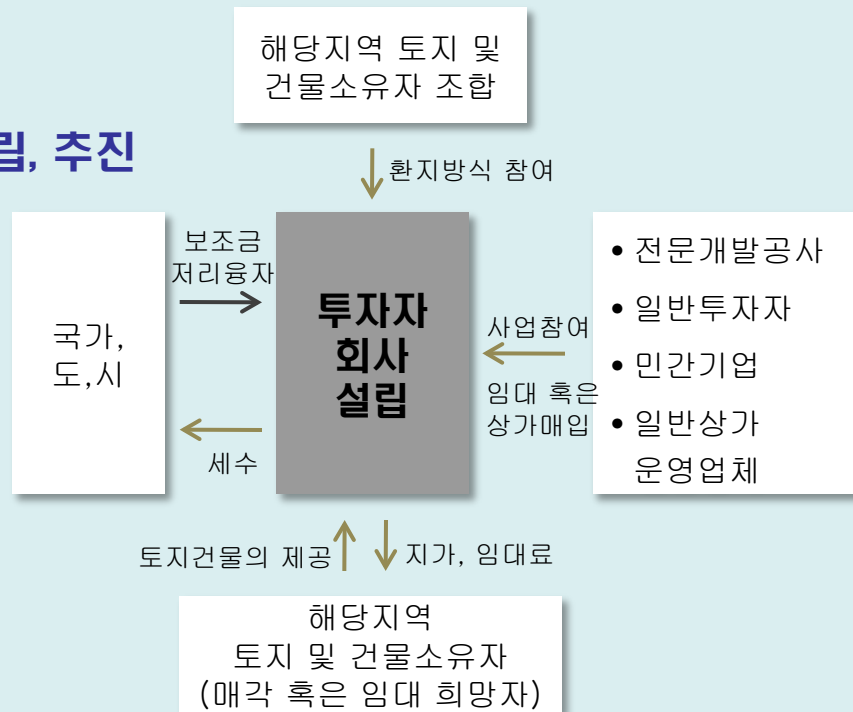 해당지역 토지 및
건물소유자 조합
립, 추진
환지방식 참여
국가,
도,시
보조금
저리융자
세수
투자자
회사
설립
사업참여
임대 혹은
상가매입
• 전문개발공사
• 일반투자자
• 민간기업
• 일반상가
운영업체
토지건물의 제공
지가, 임대료
해당지역
토지 및 건물소유자
(매각 혹은 임대 희망자)